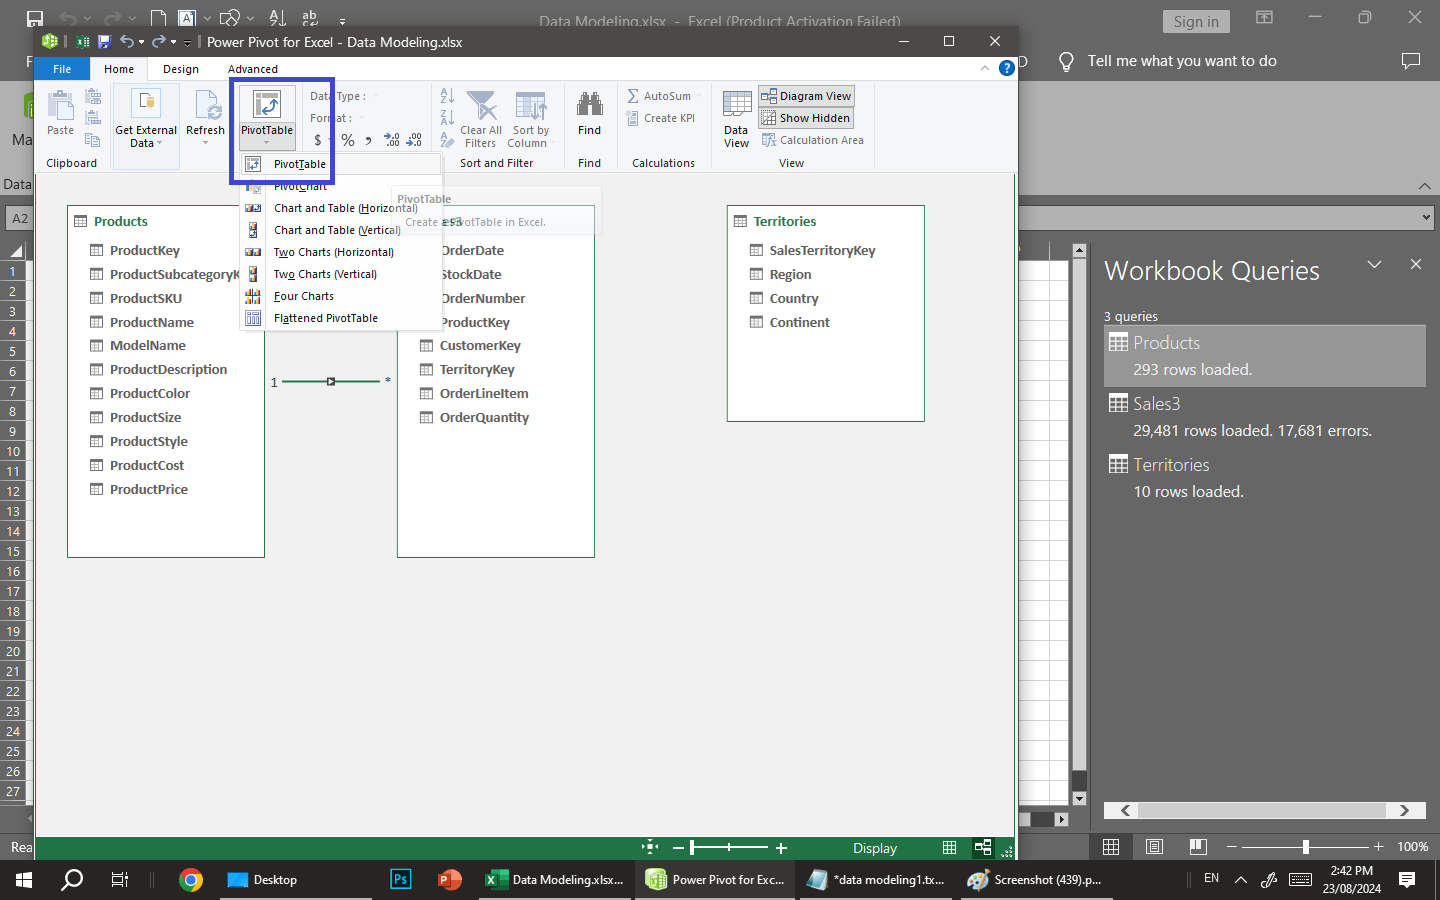 Data Modeling.xlsx - Excel (Product Activation Failed)
Sign in
Power Pivot for Excel - Data Modeling.xlsx
Tell me what you want to do
File Home Design Advanced
Paste
Clipboard
Get External Data
Refresh
PivotTable
Data Type :
Format :
$ % ,
Clear All Filters
Sort by Column
Sort and Filter
Find
Find
AutoSum
Create KPI
Calculations
Data View
Diagram View
Show Hidden
Calculation Area
View
Ma
Data
A2
PivotTable
PivotChart
Chart and Table (Horizontal)
Chart and Table (Vertical)
Two Charts (Horizontal)
Two Charts (Vertical)
Four Charts
Flattened PivotTable
PivotTable
Create a PivotTable in Excel.
Products
ProductKey
ProductSubcategoryK
ProductSKU
ProductName
ModelName
ProductDescription
ProductColor
ProductSize
ProductStyle
ProductCost
ProductPrice
1
*
es3
OrderDate
StockDate
OrderNumber
ProductKey
CustomerKey
TerritoryKey
OrderLineItem
OrderQuantity
Territories
SalesTerritoryKey
Region
Country
Continent
1
2
3
4
5
6
7
8
9
10
11
12
13
14
15
16
17
18
19
20
21
22
23
24
25
26
27
Workbook Queries
3 queries
Products
293 rows loaded.
Sales3
29,481 rows loaded. 17,681 errors.
Territories
10 rows loaded.
Display
Rea
100%
Desktop
Data Modeling.xlsx...
Power Pivot for Exc...
*data modeling1.tx...
Screenshot (439).p...
EN
2:42 PM
23/08/2024